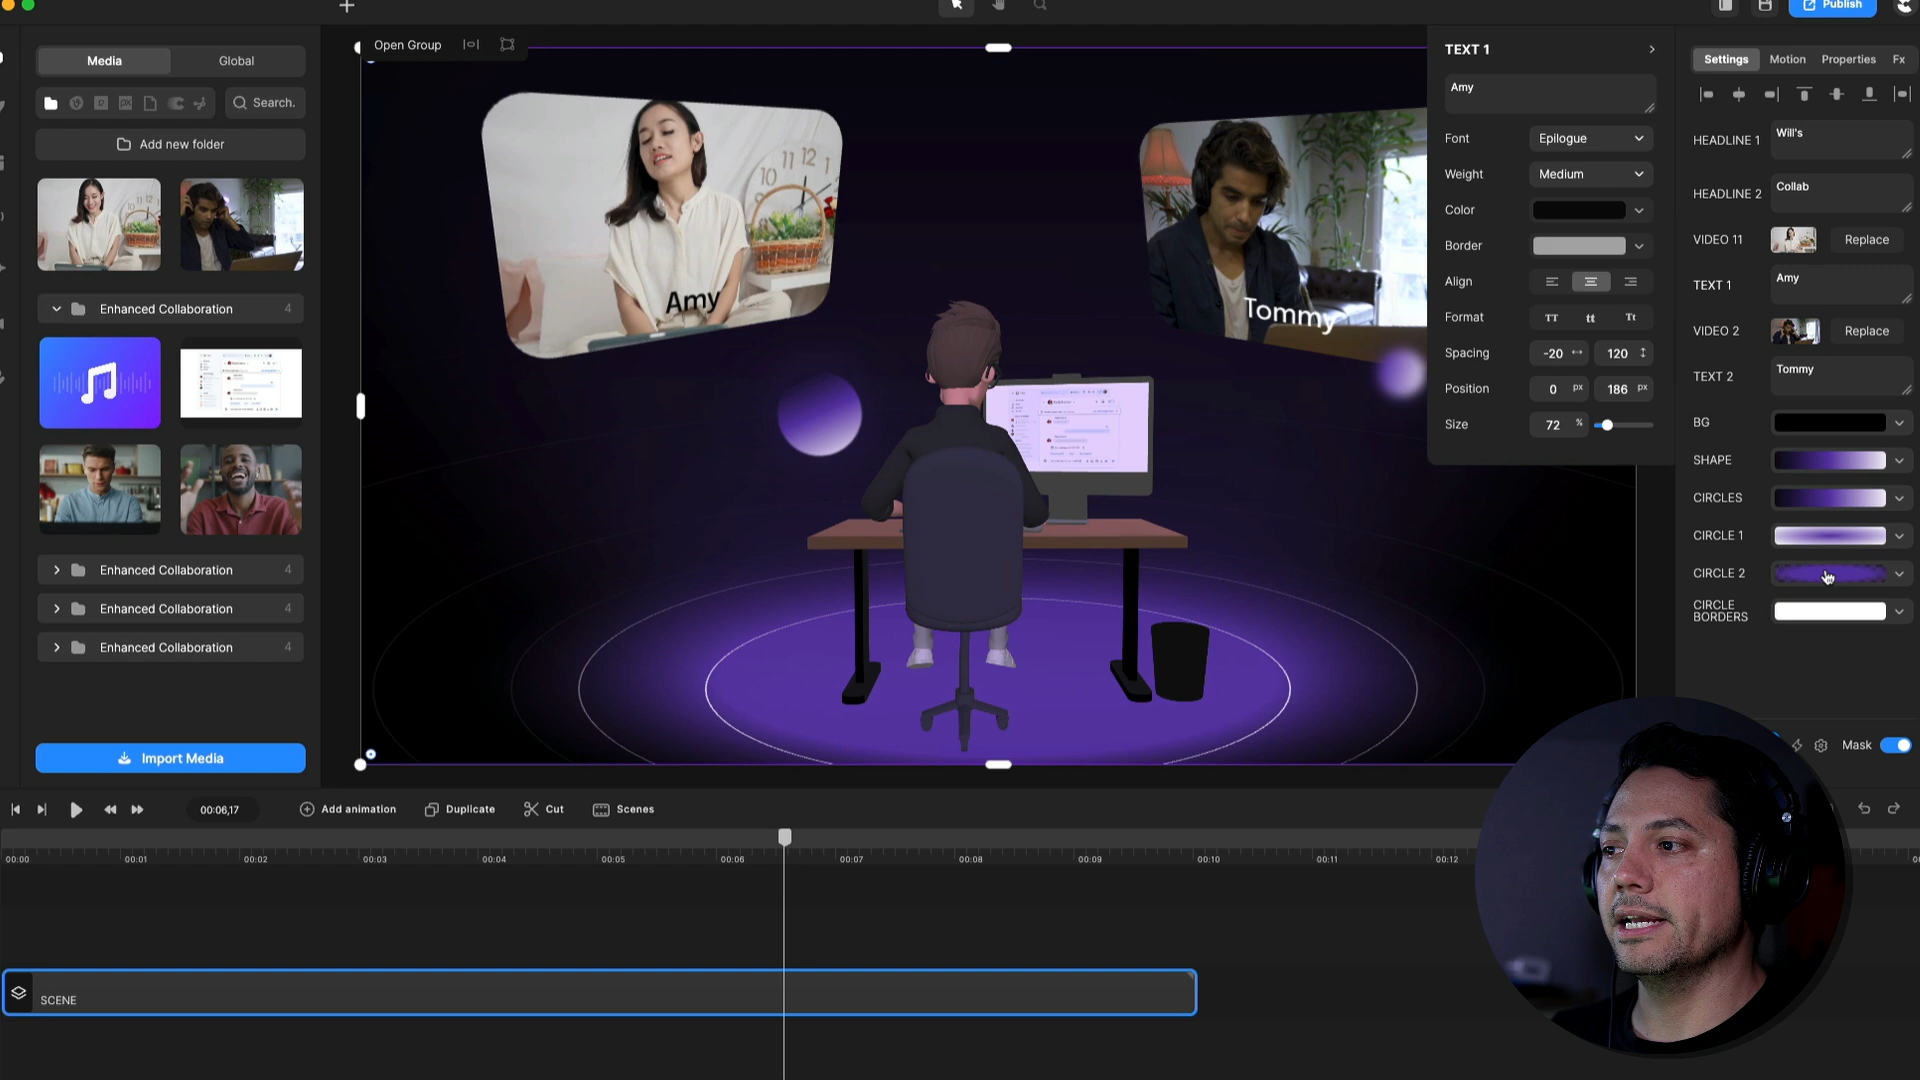 Publish
Media
Global
Search.
Add new folder
Enhanced Collaboration
4
Enhanced Collaboration
4
Enhanced Collaboration
4
Enhanced Collaboration
4
Import Media
Open Group
Amy
Tommy
TEXT 1
Amy
Font
Epilogue
Weight
Medium
Color
Border
Align
Format
TT
tt
Tt
Spacing
-20
120
Position
0 px
186 px
Size
72 %
Settings
Motion
Properties
Fx
HEADLINE 1
Will's
HEADLINE 2
Collab
VIDEO 11
Replace
TEXT 1
Amy
VIDEO 2
Replace
TEXT 2
Tommy
BG
SHAPE
CIRCLES
CIRCLE 1
CIRCLE 2
CIRCLE
BORDERS
Mask
00:06,17
Add animation
Duplicate
Cut
Scenes
00:00
00:01
00:02
00:03
00:04
00:05
00:06
00:07
00:08
00:09
00:10
00:11
00:12
SCENE